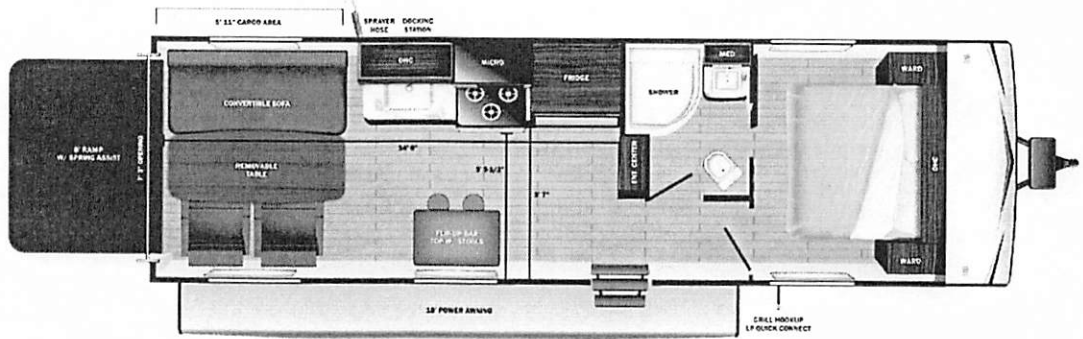 5' 11" CARGO AREA
SPRAYER DOCKING
HOSE STATION
OHC
MICRO
FRIDGE
SHOWER
MED
WARD
CONVERTIBLE SOFA
8' RAMP
W/ SPRING ASSIST
REMOVABLE
TABLE
ENT CENTER
OHC
FLIP-UP BAR
TOP W/ STOOLS
WARD
18' POWER AWNING
GRILL HOOKUP
LP QUICK CONNECT